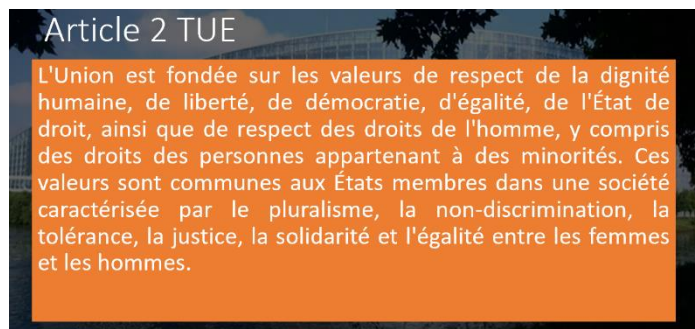 Article 2 TUE
L'Union est fondée sur les valeurs de respect de la dignité
humaine, de liberté, de démocratie, d'égalité, de l'État de
droit, ainsi que de respect des droits de l'homme, y compris
des droits des personnes appartenant à des minorités. Ces
valeurs sont communes aux États membres dans une société
caractérisée par le pluralisme, la non-discrimination, la
tolérance, la justice, la solidarité et l'égalité entre les femmes
et les hommes.